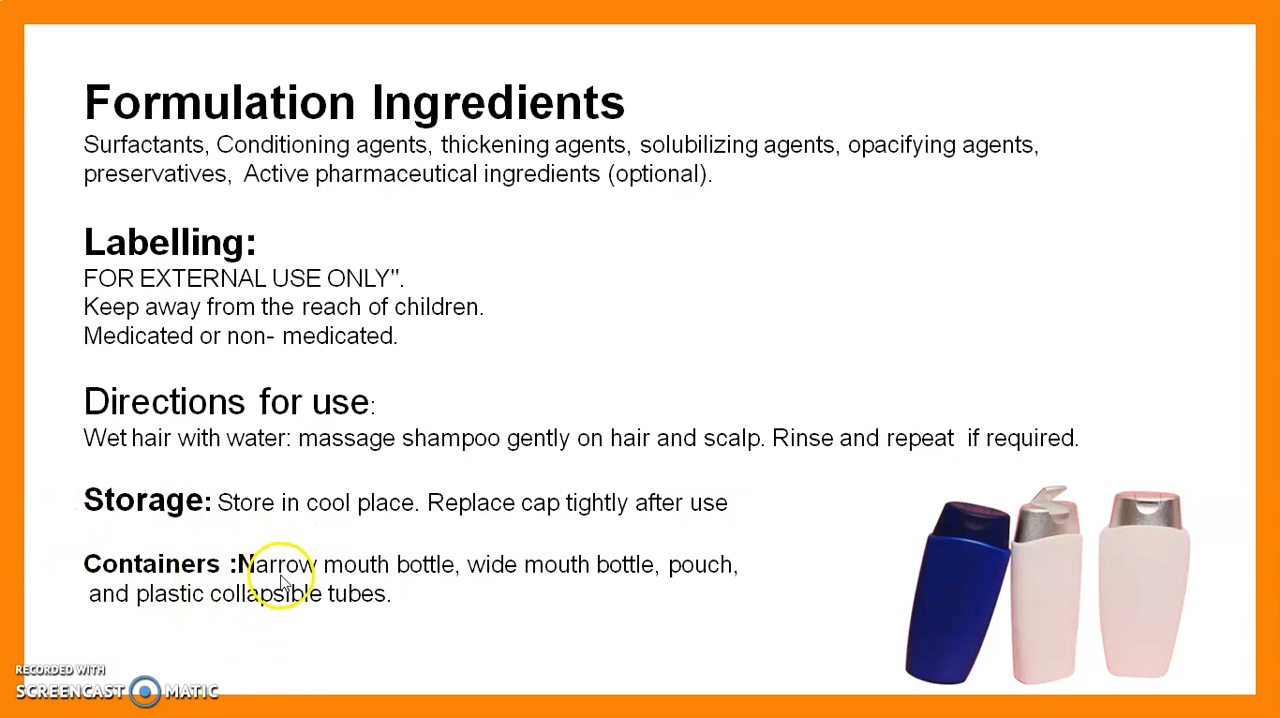 Formulation Ingredients
Surfactants, Conditioning agents, thickening agents, solubilizing agents, opacifying agents,
preservatives, Active pharmaceutical ingredients (optional).
Labelling:
FOR EXTERNAL USE ONLY".
Keep away from the reach of children.
Medicated or non- medicated.
Directions for use:
Wet hair with water: massage shampoo gently on hair and scalp. Rinse and repeat if required.
Storage: Store in cool place. Replace cap tightly after use
Containers :Narrow mouth bottle, wide mouth bottle, pouch,
and plastic collapsible tubes.
RECORDED WITH
SCREENCAST MATIC